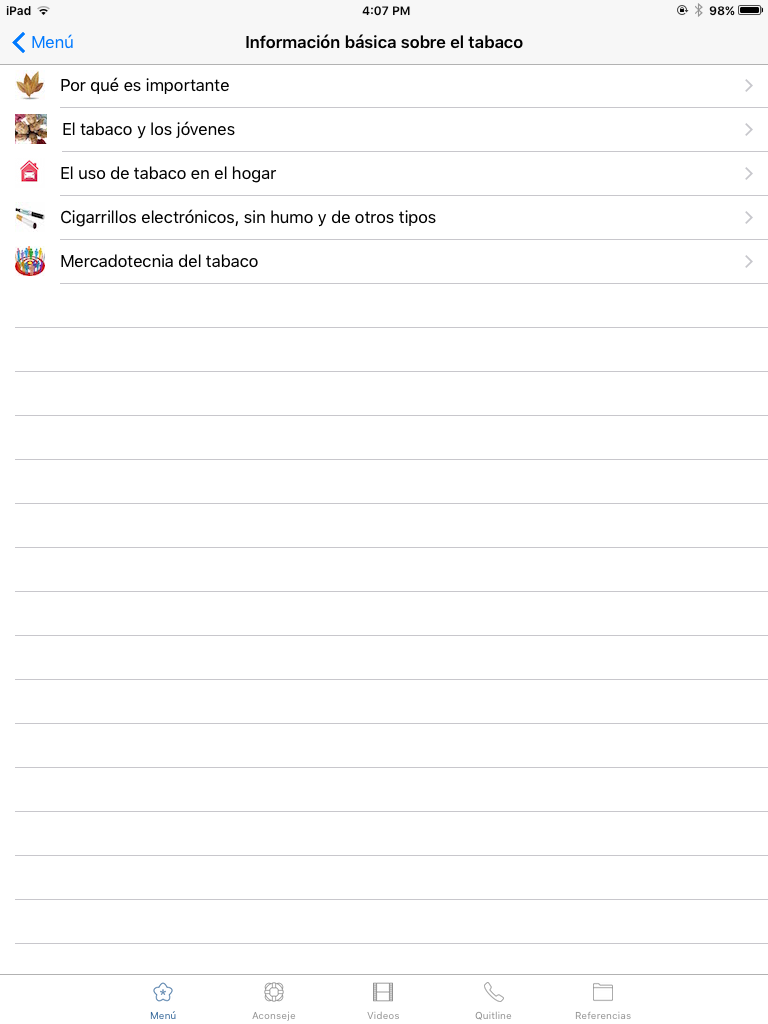 iPad 4:07 PM 98%
Menú Información básica sobre el tabaco
Por qué es importante
El tabaco y los jóvenes
El uso de tabaco en el hogar
Cigarrillos electrónicos, sin humo y de otros tipos
Mercadotecnia del tabaco
Menú Aconseje Videos Quitline Referencias